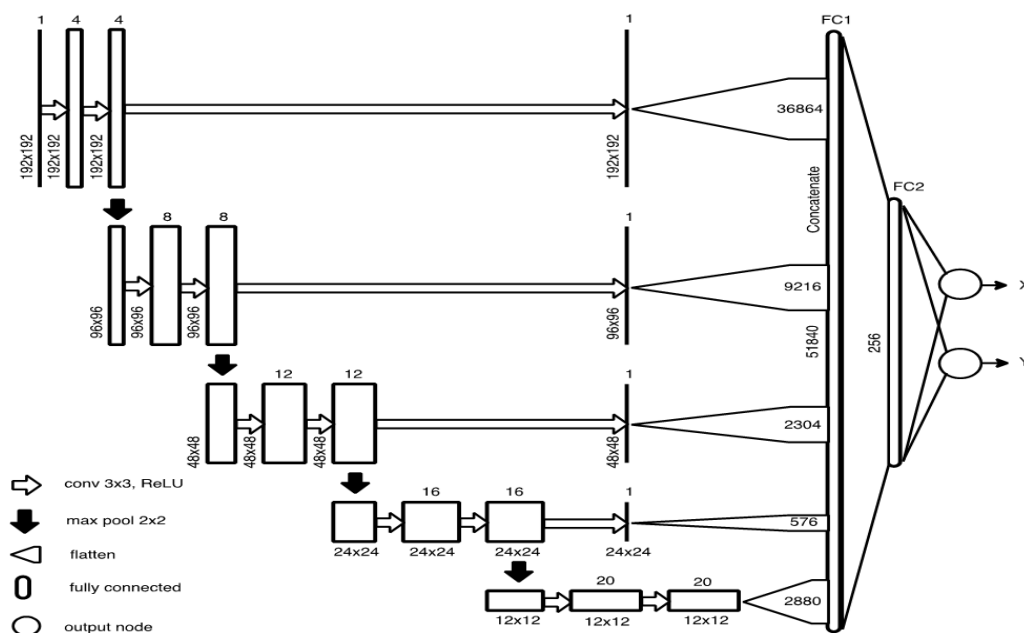 1
4
4
1
FC1
192x192
192x192
192x192
192x192
36864
Concatenate
FC2
8
8
1
96x96
96x96
96x96
96x96
9216
X
51840
256
Y
12
12
1
48x48
48x48
48x48
48x48
2304
conv 3x3, ReLU
max pool 2x2
flatten
fully connected
output node
16
16
1
24x24
24x24
24x24
24x24
576
20
20
12x12
12x12
12x12
2880